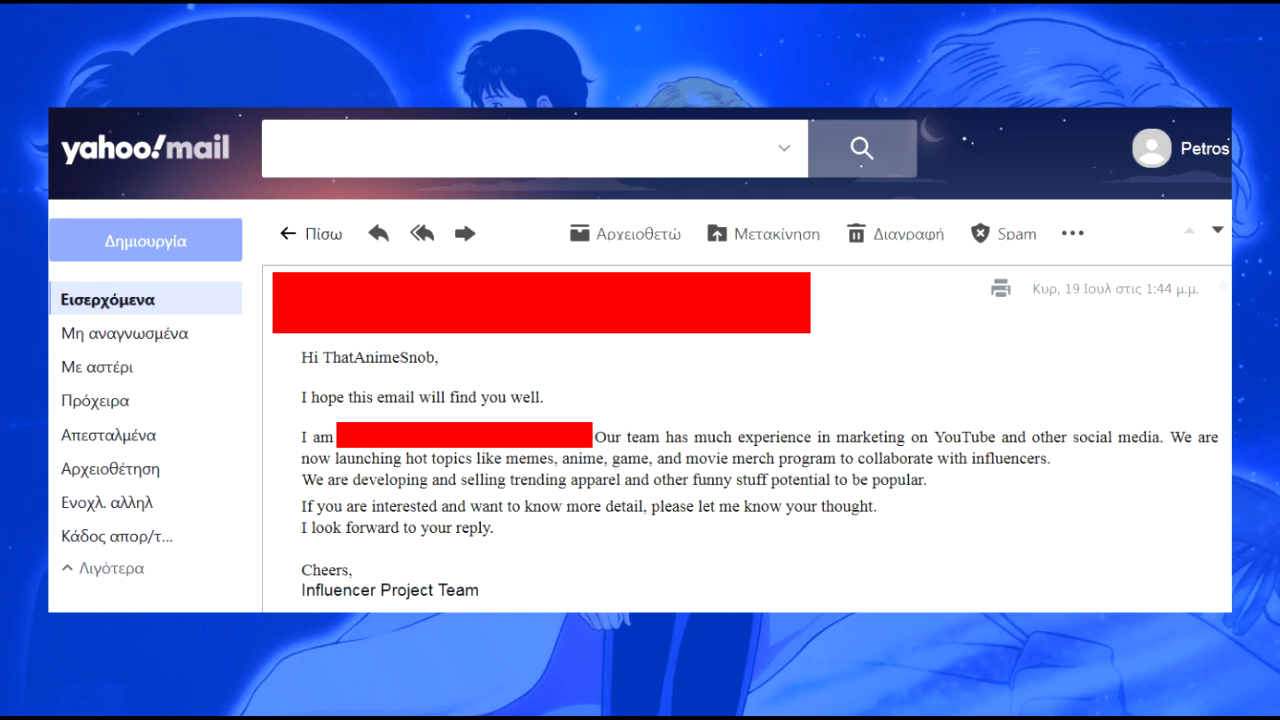 yahoo!mail
Petros
Δημιουργία
Πίσω
Αρχειοθετώ
Μετακίνηση
Διαγραφή
Spam
Εισερχόμενα
Μη αναγνωσμένα
Με αστέρι
Πρόχειρα
Απεσταλμένα
Αρχειοθέτηση
Ενοχλ. αλληλ
Κάδος απορ/τ...
Λιγότερα
Κυρ, 19 Ιουλ στις 1:44 μ.μ.
Hi ThatAnimeSnob,
I hope this email will find you well.
I am Our team has much experience in marketing on YouTube and other social media. We are
now launching hot topics like memes, anime, game, and movie merch program to collaborate with influencers.
We are developing and selling trending apparel and other funny stuff potential to be popular.
If you are interested and want to know more detail, please let me know your thought.
I look forward to your reply.
Cheers,
Influencer Project Team